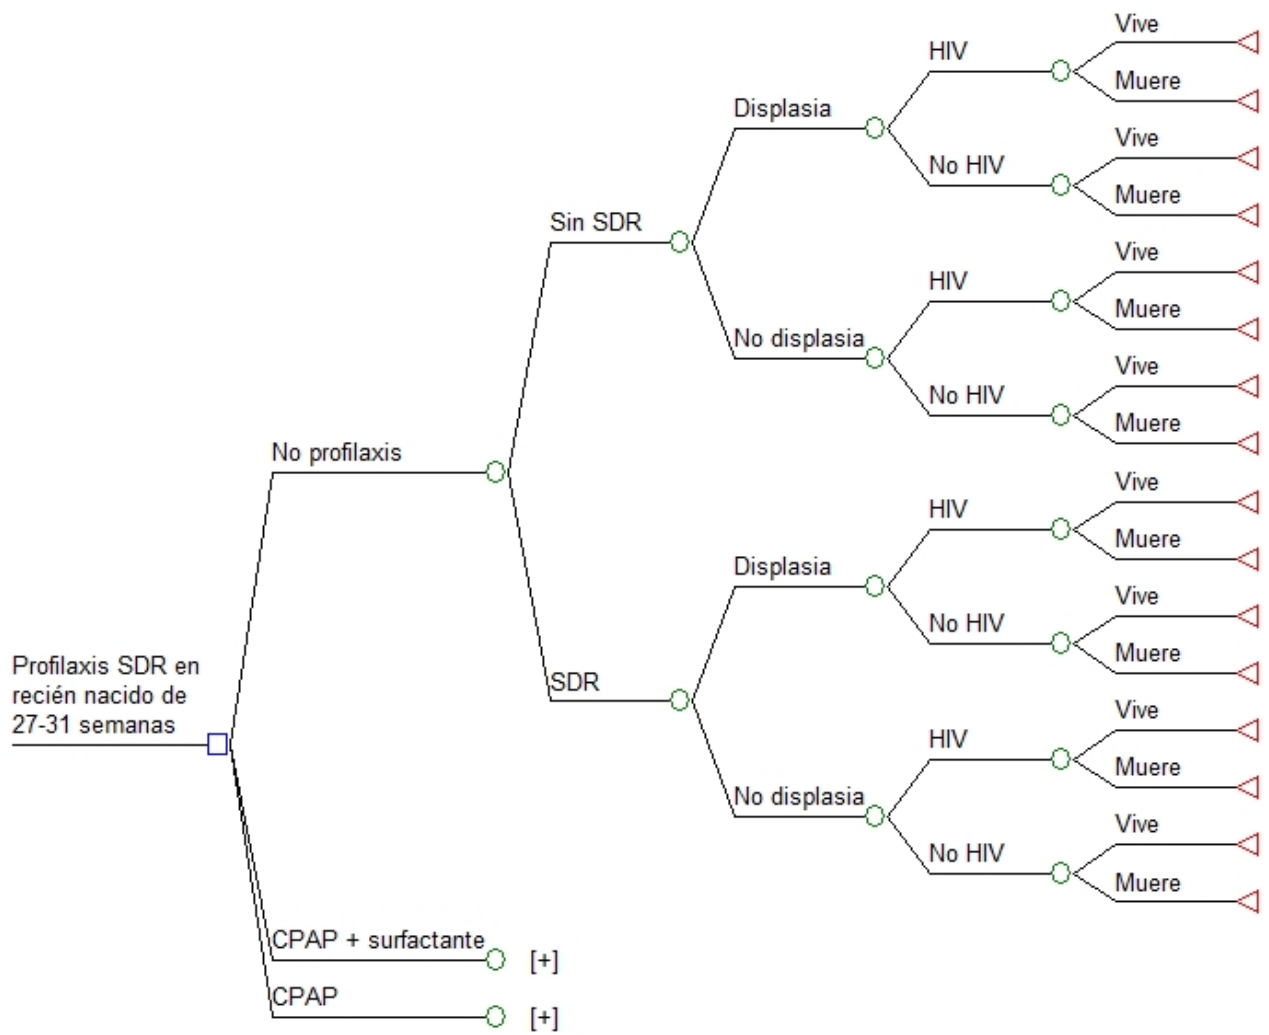 Vive
HIV
Muere
Displasia
Vive
No HIV
Muere
Sin SDR
Vive
HIV
Muere
No displasia
Vive
No HIV
Muere
No profilaxis
Vive
HIV
Muere
Displasia
Vive
No HIV
Muere
Profilaxis SDR en
recién nacido de
27-31 semanas
SDR
Vive
HIV
Muere
No displasia
Vive
No HIV
Muere
CPAP + surfactante [+]
CPAP [+]